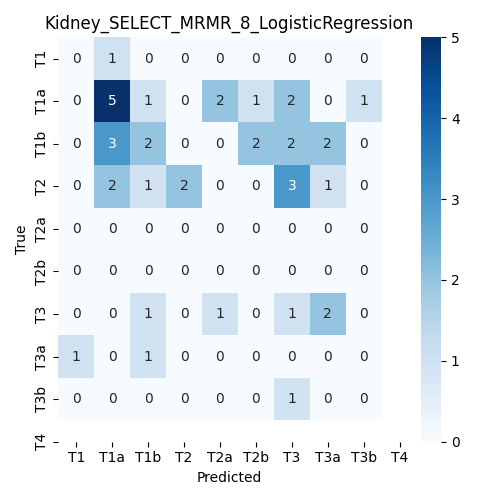 Kidney_SELECT_MRMR_8_LogisticRegression
T1 0 1 0 0 0 0 0 0 0
T1a 0 5 1 0 2 1 2 0 1
T1b 0 3 2 0 0 2 2 2 0
T2 0 2 1 2 0 0 3 1 0
T2a 0 0 0 0 0 0 0 0 0
T2b 0 0 0 0 0 0 0 0 0
T3 0 0 1 0 1 0 1 2 0
T3a 1 0 1 0 0 0 0 0 0
T3b 0 0 0 0 0 0 1 0 0
T4
True
T1 T1a T1b T2 T2a T2b T3 T3a T3b T4
Predicted
5
4
3
2
1
0